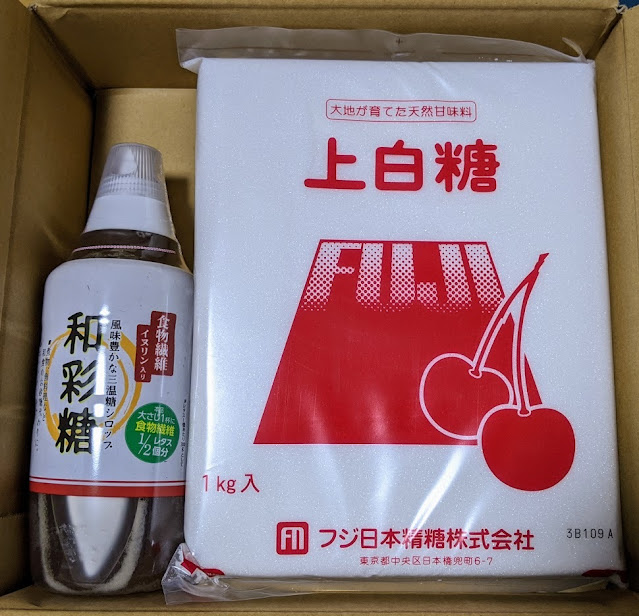 大地が育てた天然甘味料
上白糖
FUJI
1kg入
フジ日本精糖株式会社
東京都中央区日本橋兜町6-7
3B109A
食物繊維
イヌリン入り
風味豊かな三温糖シロップ
和彩糖
大さじ1杯に
食物繊維
レタス
1/2個分